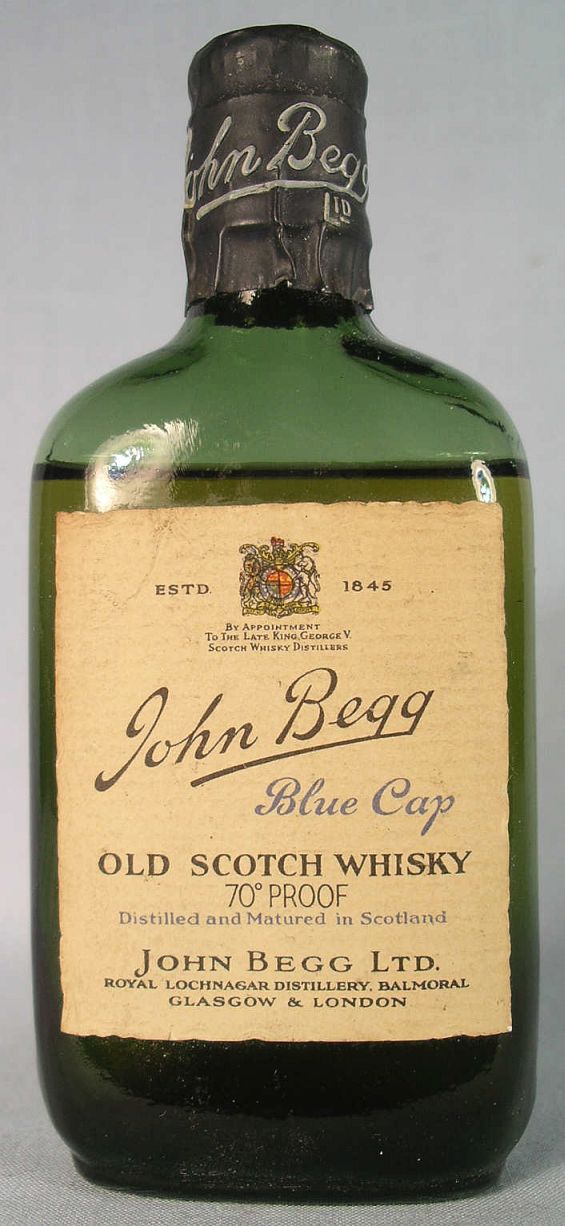 John Begg
LTD
ESTD. 1845
BY APPOINTMENT
TO THE LATE KING GEORGE V.
SCOTCH WHISKY DISTILLERS
John Begg
Blue Cap
OLD SCOTCH WHISKY
70° PROOF
Distilled and Matured in Scotland
JOHN BEGG LTD.
ROYAL LOCHNAGAR DISTILLERY, BALMORAL
GLASGOW & LONDON